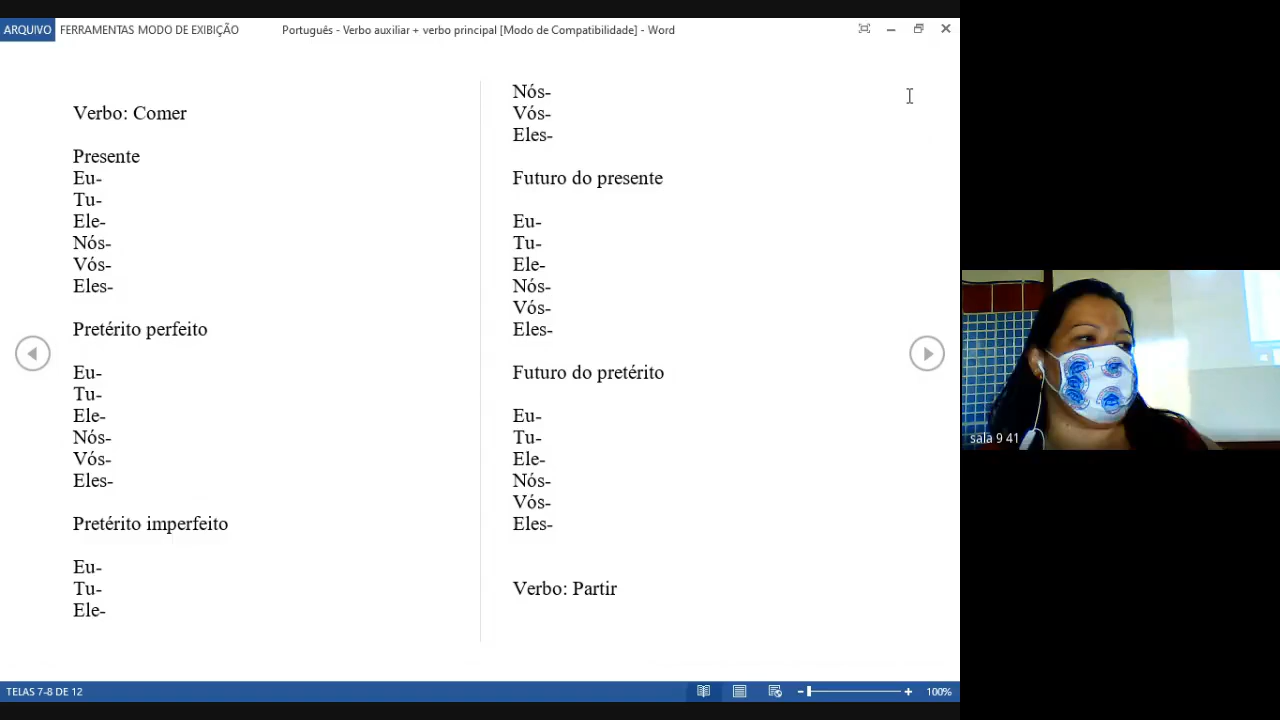 ARQUIVO FERRAMENTAS MODO DE EXIBIÇÃO Português - Verbo auxiliar + verbo principal [Modo de Compatibilidade] - Word
Verbo: Comer
Presente
Eu-
Tu-
Ele-
Nós-
Vós-
Eles-
Pretérito perfeito
Eu-
Tu-
Ele-
Nós-
Vós-
Eles-
Pretérito imperfeito
Eu-
Tu-
Ele-
Nós-
Vós-
Eles-
Futuro do presente
Eu-
Tu-
Ele-
Nós-
Vós-
Eles-
Futuro do pretérito
Eu-
Tu-
Ele-
Nós-
Vós-
Eles-
Verbo: Partir
sala 9 41
TELAS 7-8 DE 12
100%